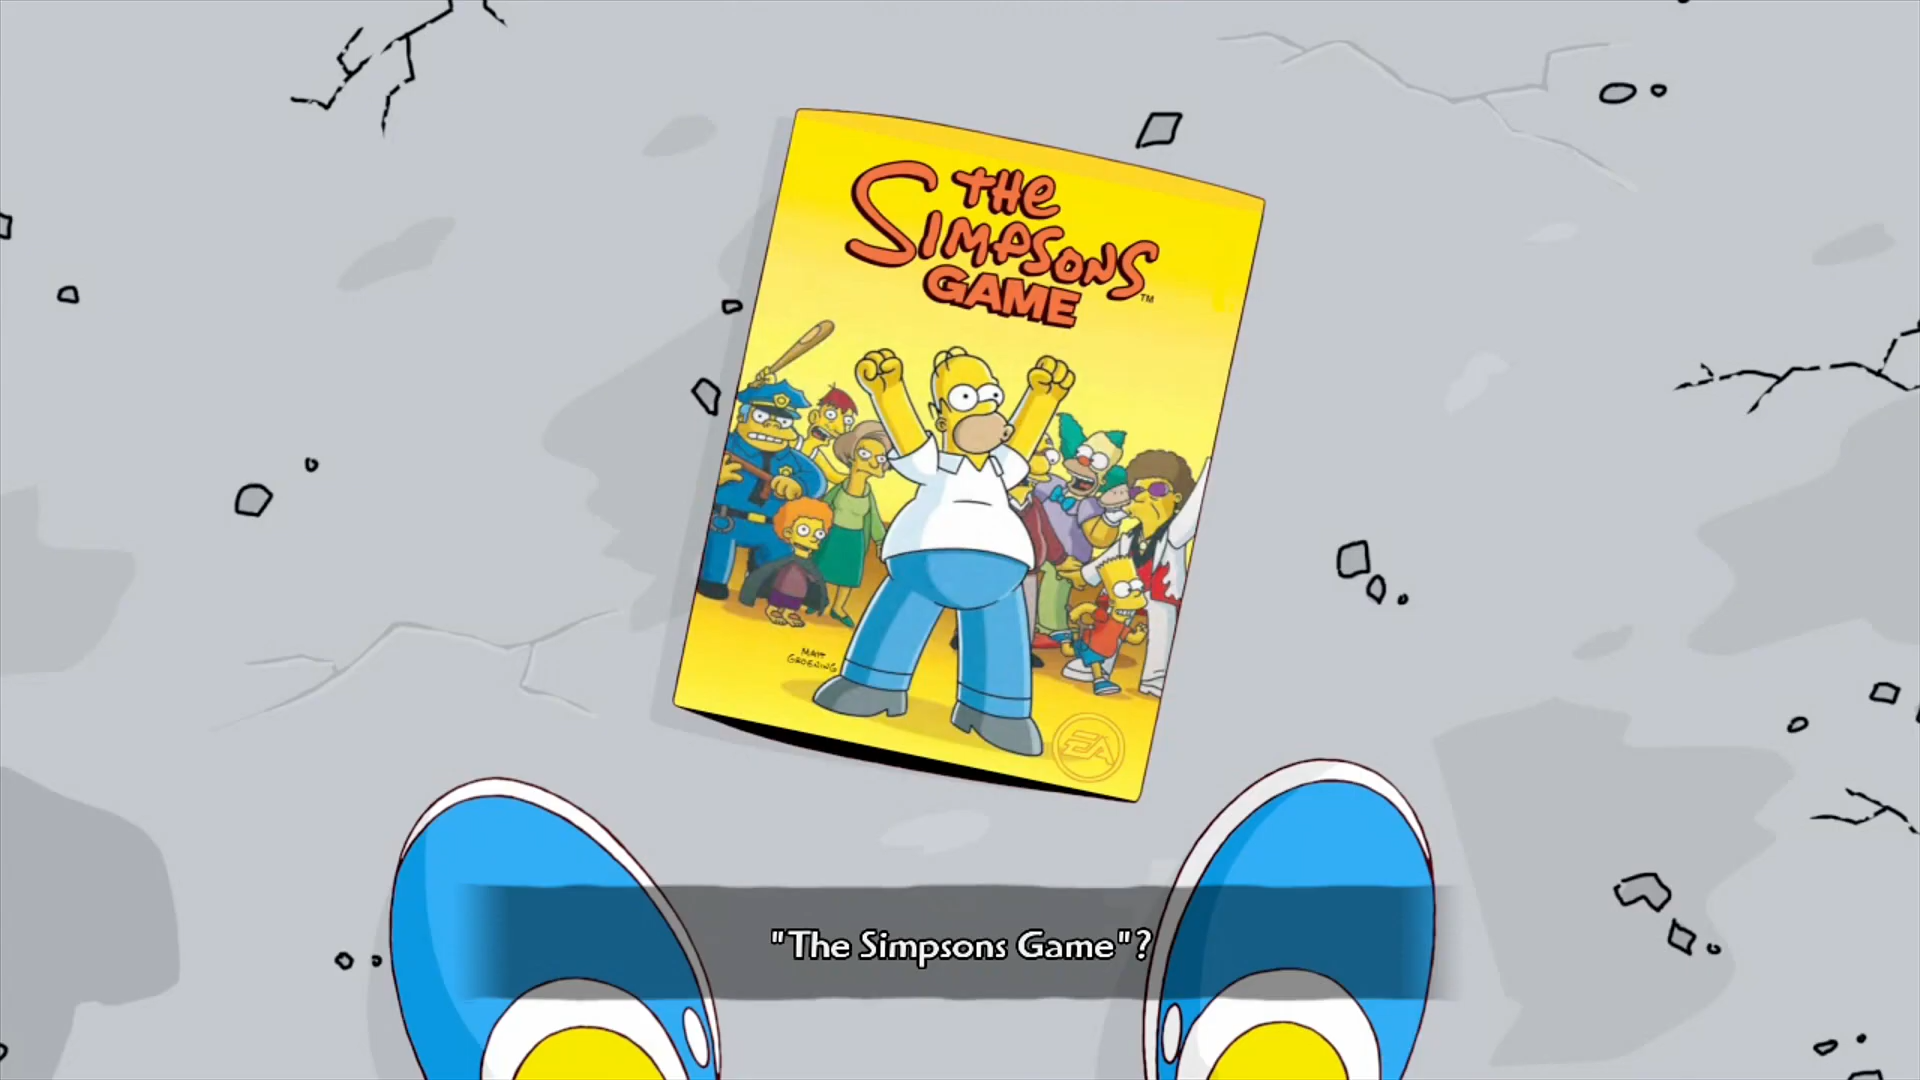 THE
SIMPSONS
GAME
TM
MATT
GROENING
EA
"The Simpsons Game"?